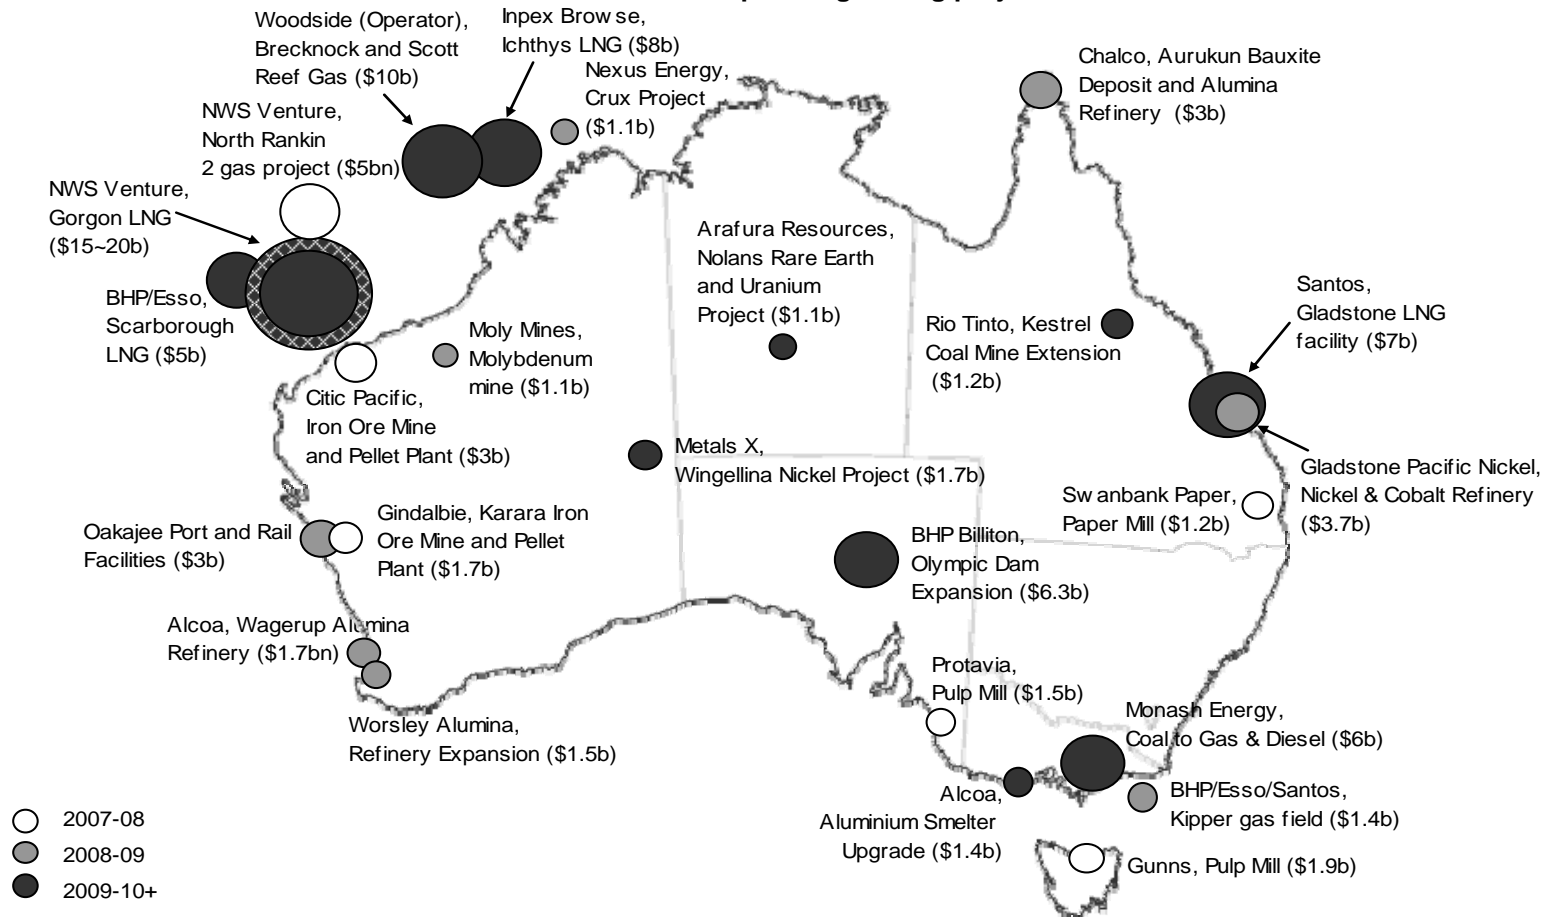 Woodside (Operator),
Brecknock and Scott
Reef Gas ($10b)
Inpex Browse,
Ichthys LNG ($8b)
Nexus Energy,
Crux Project
($1.1b)
NWS Venture,
North Rankin
2 gas project ($5bn)
NWS Venture,
Gorgon LNG
($15~20b)
BHP/Esso,
Scarborough
LNG ($5b)
Chalco, Aurukun Bauxite
Deposit and Alumina
Refinery ($3b)
Arafura Resources,
Nolans Rare Earth
and Uranium
Project ($1.1b)
Moly Mines,
Molybdenum
mine ($1.1b)
Rio Tinto, Kestrel
Coal Mine Extension
($1.2b)
Santos,
Gladstone LNG
facility ($7b)
Citic Pacific,
Iron Ore Mine
and Pellet Plant ($3b)
Metals X,
Wingellina Nickel Project ($1.7b)
Gladstone Pacific Nickel,
Nickel & Cobalt Refinery
($3.7b)
Swanbank Paper,
Paper Mill ($1.2b)
Oakajee Port and Rail
Facilities ($3b)
Gindalbie, Karara Iron
Ore Mine and Pellet
Plant ($1.7b)
BHP Billiton,
Olympic Dam
Expansion ($6.3b)
Alcoa, Wagerup Alumina
Refinery ($1.7bn)
Worsley Alumina,
Refinery Expansion ($1.5b)
Protavia,
Pulp Mill ($1.5b)
Monash Energy,
Coal to Gas & Diesel ($6b)
Alcoa,
Aluminium Smelter
Upgrade ($1.4b)
BHP/Esso/Santos,
Kipper gas field ($1.4b)
Gunns, Pulp Mill ($1.9b)
2007-08
2008-09
2009-10+